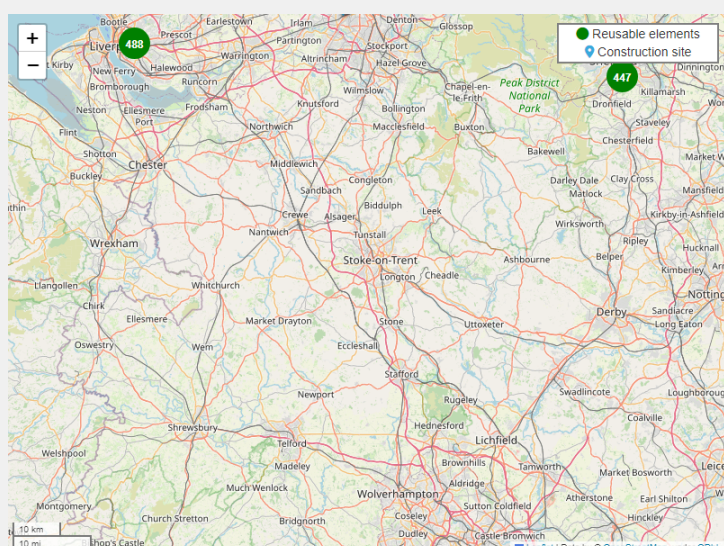 Bootle
Earlestown
Irlam
Denton
Glossop
Reusable elements
Construction site
+
−
488
Prescot
Partington
Stockport
Liverp
Warrington
Altrincham
Hazel Grove
Kirby
New Ferry
Halewood
Runcorn
Bromborough
Wilmslow
Chapel-en-
le-Frith
Peak District
National
Park
447
Dinnington
Killamarsh
Dronfield
Neston
Ellesmere
Port
Frodsham
Knutsford
Bollington
Macclesfield
Buxton
Staveley
Chesterfield
Flint
Northwich
Shotton
Chester
Middlewich
Bakewell
Market W
Buckley
Sandbach
Congleton
Darley Dale
Matlock
Clay Cross
Mansfield
Biddulph
Leek
Crewe
Alsager
Wirksworth
Kirkby-in-Ashfield
Nantwich
Tunstall
Ripley
Wrexham
Stoke-on-Trent
Ashbourne
Belper
Hucknall
Kimberley
Llangollen
Whitchurch
Longton
Cheadle
Notting
Chirk
Ellesmere
Market Drayton
Stone
Uttoxeter
Derby
Sandiacre
Long Eaton
Oswestry
Wem
Eccleshall
Stafford
Newport
Rugeley
Swadlincote
Loughborough
Shrewsbury
Hednesford
Coalville
Telford
Lichfield
Welshpool
Madeley
Brownhills
Tamworth
Market Bosworth
Leice
Much Wenlock
Aldridge
Montgomery
Wolverhampton
Atherstone
Earl Shilton
Church Stretton
Bridgnorth
Coseley
Sutton Coldfield
Hinckley
10 km
10 mi
shop's Castle
Dudley
Castle Bromwich